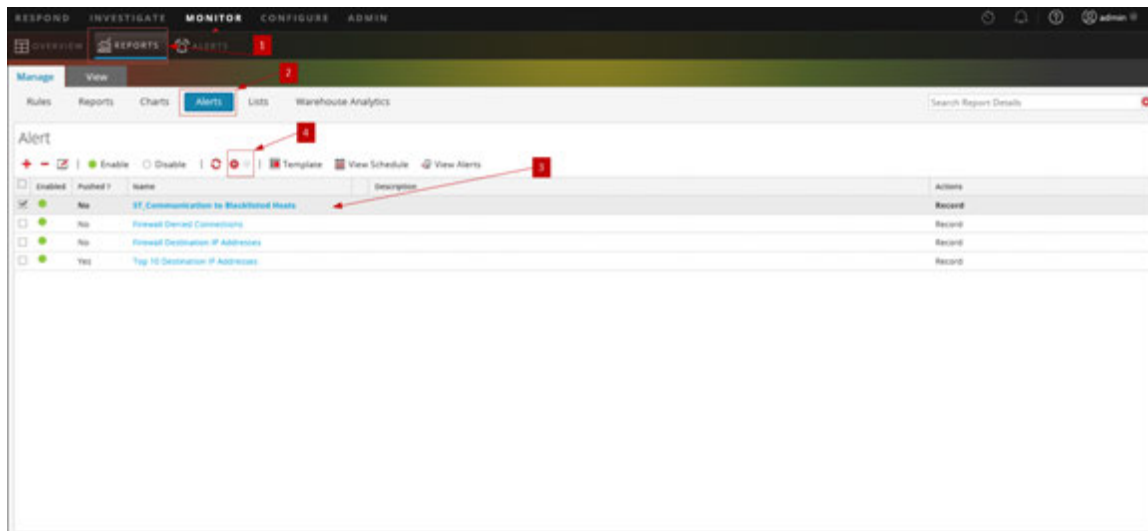 RESPOND INVESTIGATE MONITOR CONFIGURE ADMIN admin
OVERVIEW REPORTS ALERTS 1
Manage View 2
Rules Reports Charts Alerts Lists Warehouse Analytics Search Report Details
Alert 4
Enable Disable Template View Schedule View Alerts 3
Enabled Pushed ? Name Description Actions
No ST_Communication to Blacklisted Hosts Record
No Firewall Denied Connections Record
No Firewall Destination IP Addresses Record
Yes Top 10 Destination IP Addresses Record